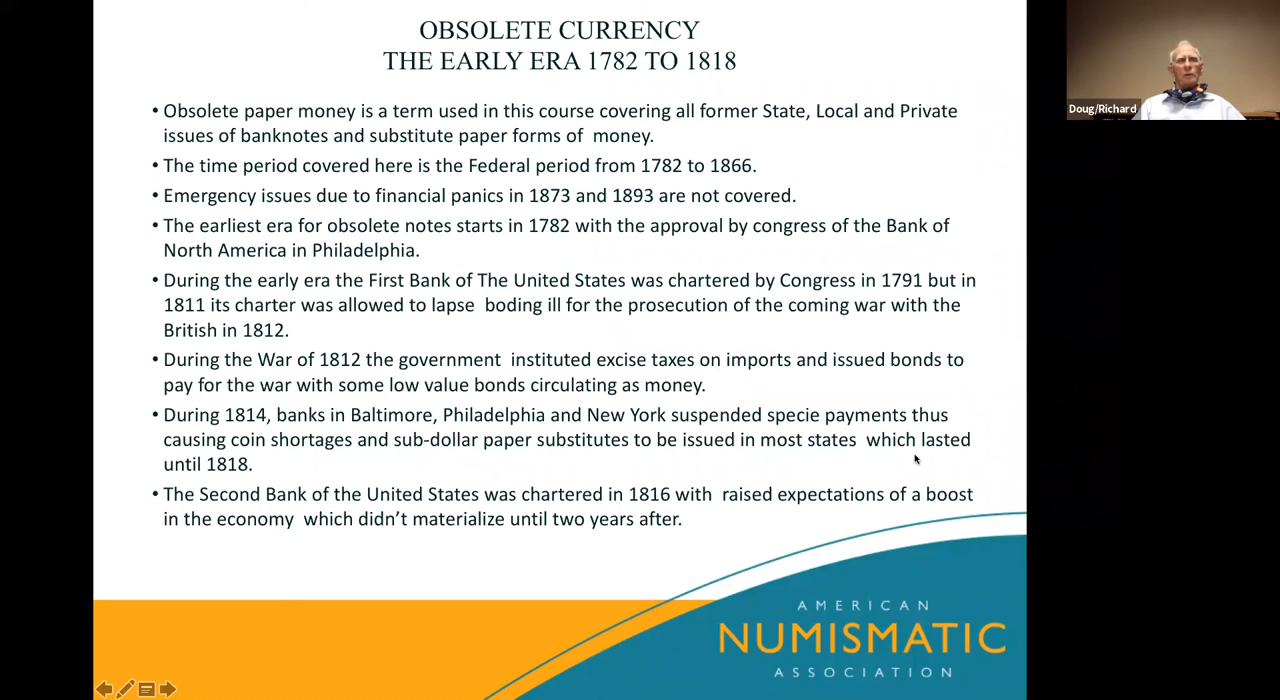 OBSOLETE CURRENCY
THE EARLY ERA 1782 TO 1818
• Obsolete paper money is a term used in this course covering all former State, Local and Private
issues of banknotes and substitute paper forms of  money.
• The time period covered here is the Federal period from 1782 to 1866.
• Emergency issues due to financial panics in 1873 and 1893 are not covered.
• The earliest era for obsolete notes starts in 1782 with the approval by congress of the Bank of
North America in Philadelphia.
• During the early era the First Bank of The United States was chartered by Congress in 1791 but in
1811 its charter was allowed to lapse  boding ill for the prosecution of the coming war with the
British in 1812.
• During the War of 1812 the government  instituted excise taxes on imports and issued bonds to
pay for the war with some low value bonds circulating as money.
• During 1814, banks in Baltimore, Philadelphia and New York suspended specie payments thus
causing coin shortages and sub-dollar paper substitutes to be issued in most states  which lasted
until 1818.
• The Second Bank of the United States was chartered in 1816 with  raised expectations of a boost
in the economy  which didn’t materialize until two years after.
AMERICAN
NUMISMATIC
ASSOCIATION
Doug/Richard